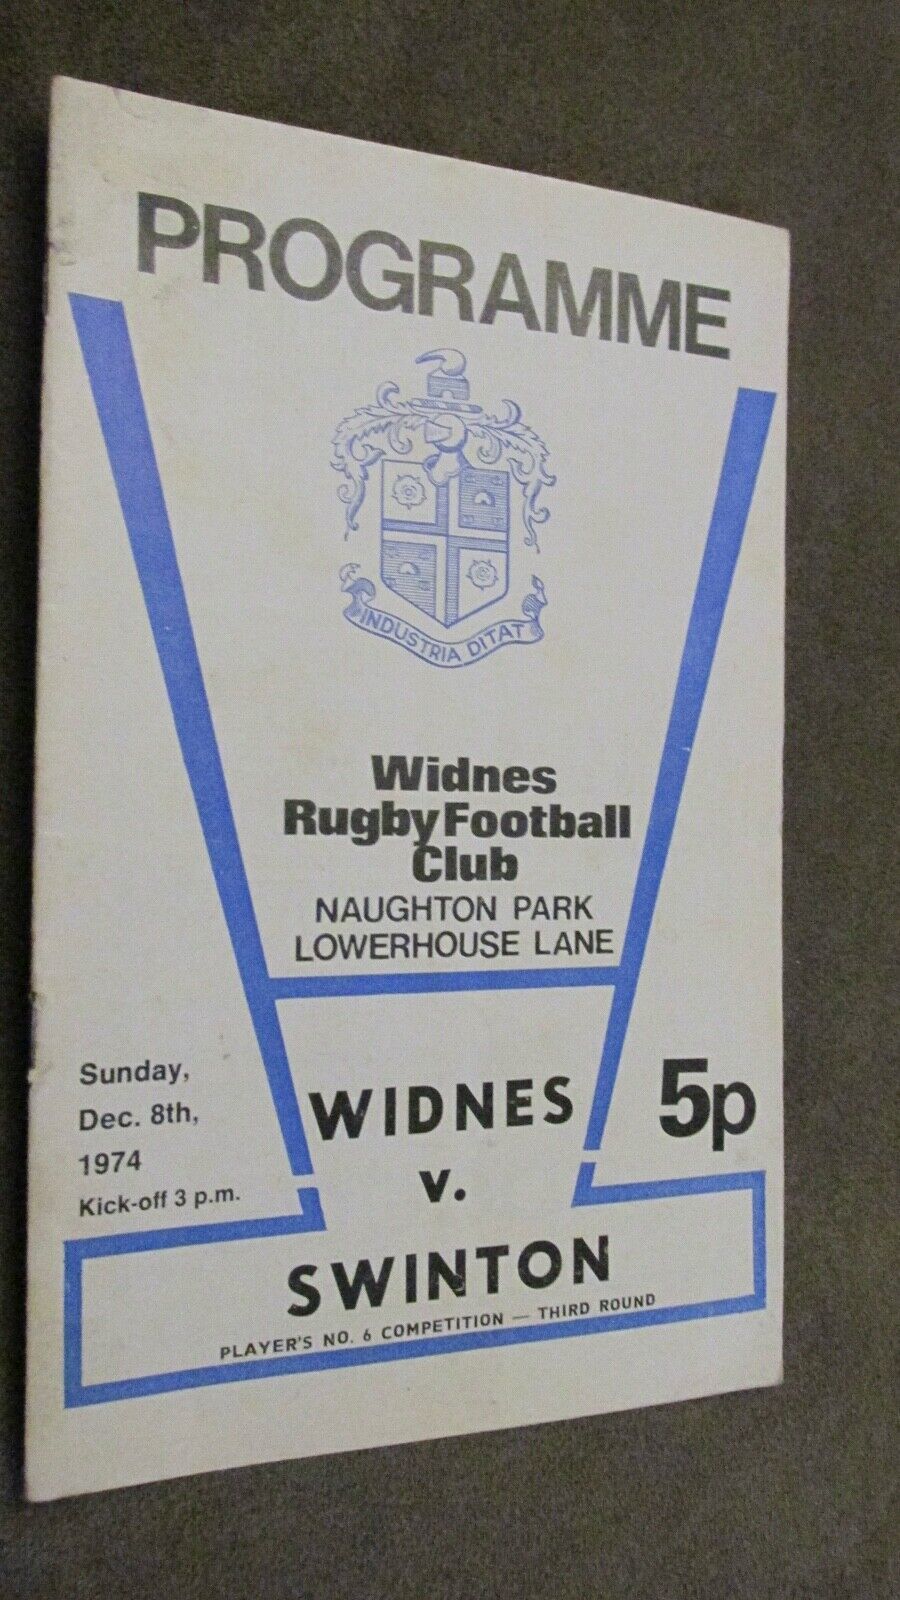 PROGRAMME
INDUSTRIA DITAT
Widnes
Rugby Football
Club
NAUGHTON PARK
LOWERHOUSE LANE
Sunday,
Dec. 8th,
1974
Kick-off 3 p.m.
WIDNES
v.
SWINTON
5p
PLAYER'S NO. 6 COMPETITION — THIRD ROUND